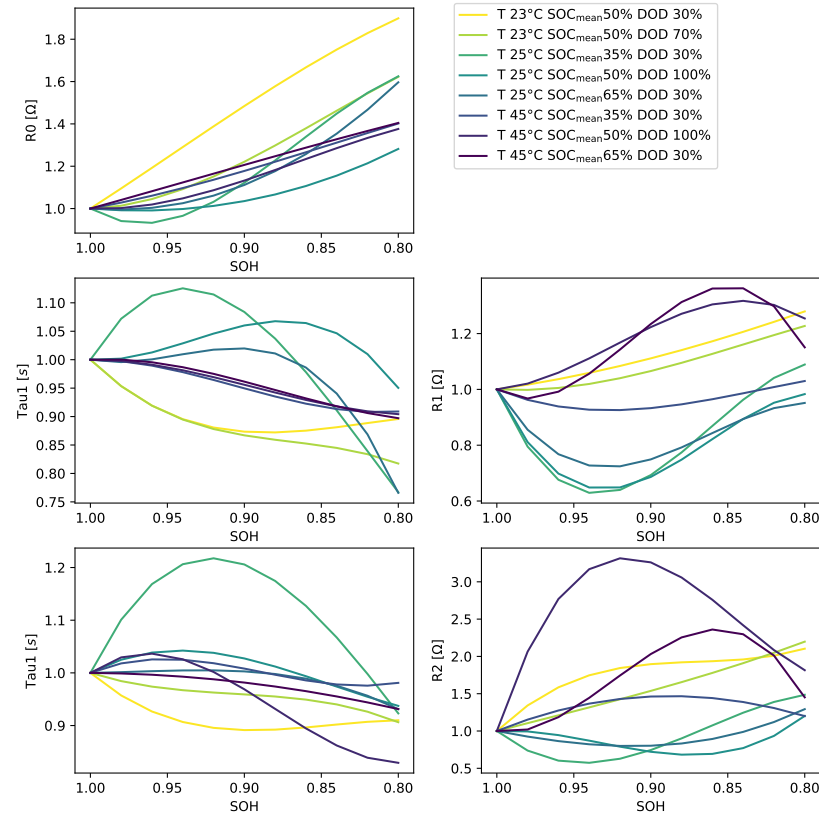 T 23°C SOCmean50% DOD 30%
T 23°C SOCmean50% DOD 70%
T 25°C SOCmean35% DOD 30%
T 25°C SOCmean50% DOD 100%
T 25°C SOCmean65% DOD 30%
T 45°C SOCmean35% DOD 30%
T 45°C SOCmean50% DOD 100%
T 45°C SOCmean65% DOD 30%
R0 [Ω]
1.8
1.6
1.4
1.2
1.0
1.00 0.95 0.90 0.85 0.80
SOH
Tau1 [s]
1.10
1.05
1.00
0.95
0.90
0.85
0.80
0.75
1.00 0.95 0.90 0.85 0.80
SOH
R1 [Ω]
1.2
1.0
0.8
0.6
1.00 0.95 0.90 0.85 0.80
SOH
Tau1 [s]
1.2
1.1
1.0
0.9
1.00 0.95 0.90 0.85 0.80
SOH
R2 [Ω]
3.0
2.5
2.0
1.5
1.0
0.5
1.00 0.95 0.90 0.85 0.80
SOH